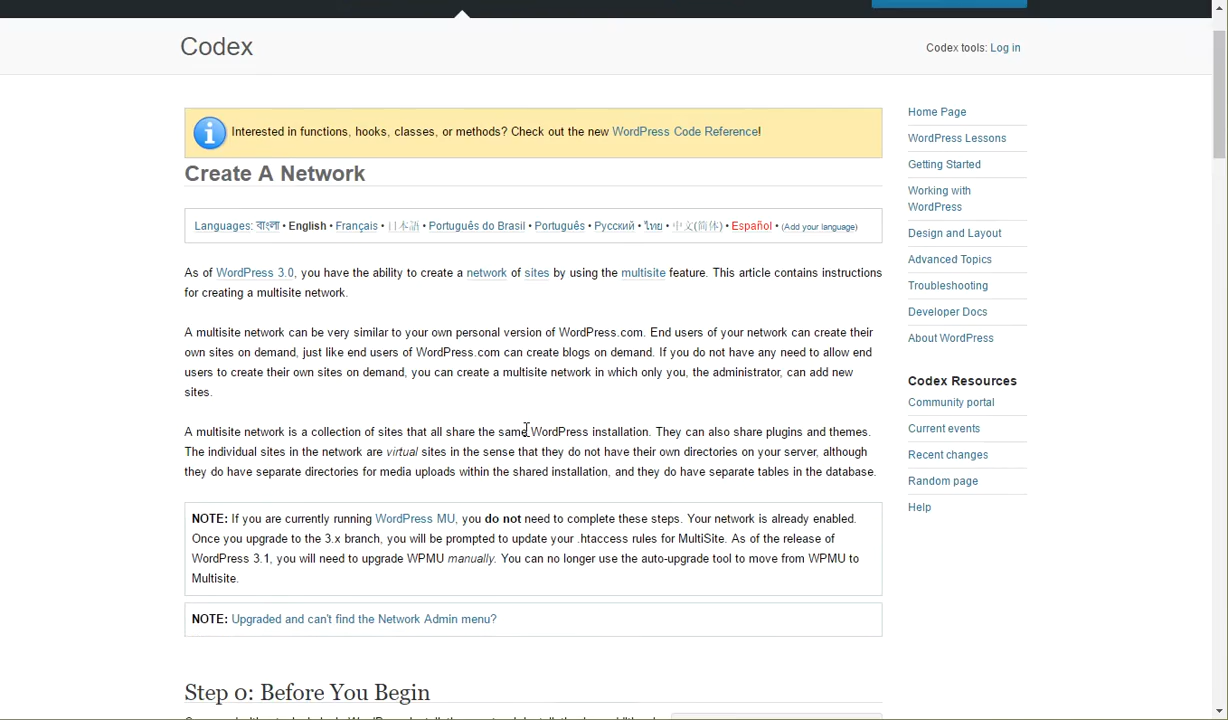 Codex
Codex tools: Log in
Interested in functions, hooks, classes, or methods? Check out the new WordPress Code Reference!
Create A Network
Languages: বাংলা • English • Français • 日本語 • Português do Brasil • Português • Русский • ไทย • 中文(简体) • Español • (Add your language)
As of WordPress 3.0, you have the ability to create a network of sites by using the multisite feature. This article contains instructions
for creating a multisite network.
A multisite network can be very similar to your own personal version of WordPress.com. End users of your network can create their
own sites on demand, just like end users of WordPress.com can create blogs on demand. If you do not have any need to allow end
users to create their own sites on demand, you can create a multisite network in which only you, the administrator, can add new
sites.
A multisite network is a collection of sites that all share the same WordPress installation. They can also share plugins and themes.
The individual sites in the network are virtual sites in the sense that they do not have their own directories on your server, although
they do have separate directories for media uploads within the shared installation, and they do have separate tables in the database.
NOTE: If you are currently running WordPress MU, you do not need to complete these steps. Your network is already enabled.
Once you upgrade to the 3.x branch, you will be prompted to update your .htaccess rules for MultiSite. As of the release of
WordPress 3.1, you will need to upgrade WPMU manually. You can no longer use the auto-upgrade tool to move from WPMU to
Multisite.
NOTE: Upgraded and can't find the Network Admin menu?
Step 0: Before You Begin
Home Page
WordPress Lessons
Getting Started
Working with
WordPress
Design and Layout
Advanced Topics
Troubleshooting
Developer Docs
About WordPress
Codex Resources
Community portal
Current events
Recent changes
Random page
Help